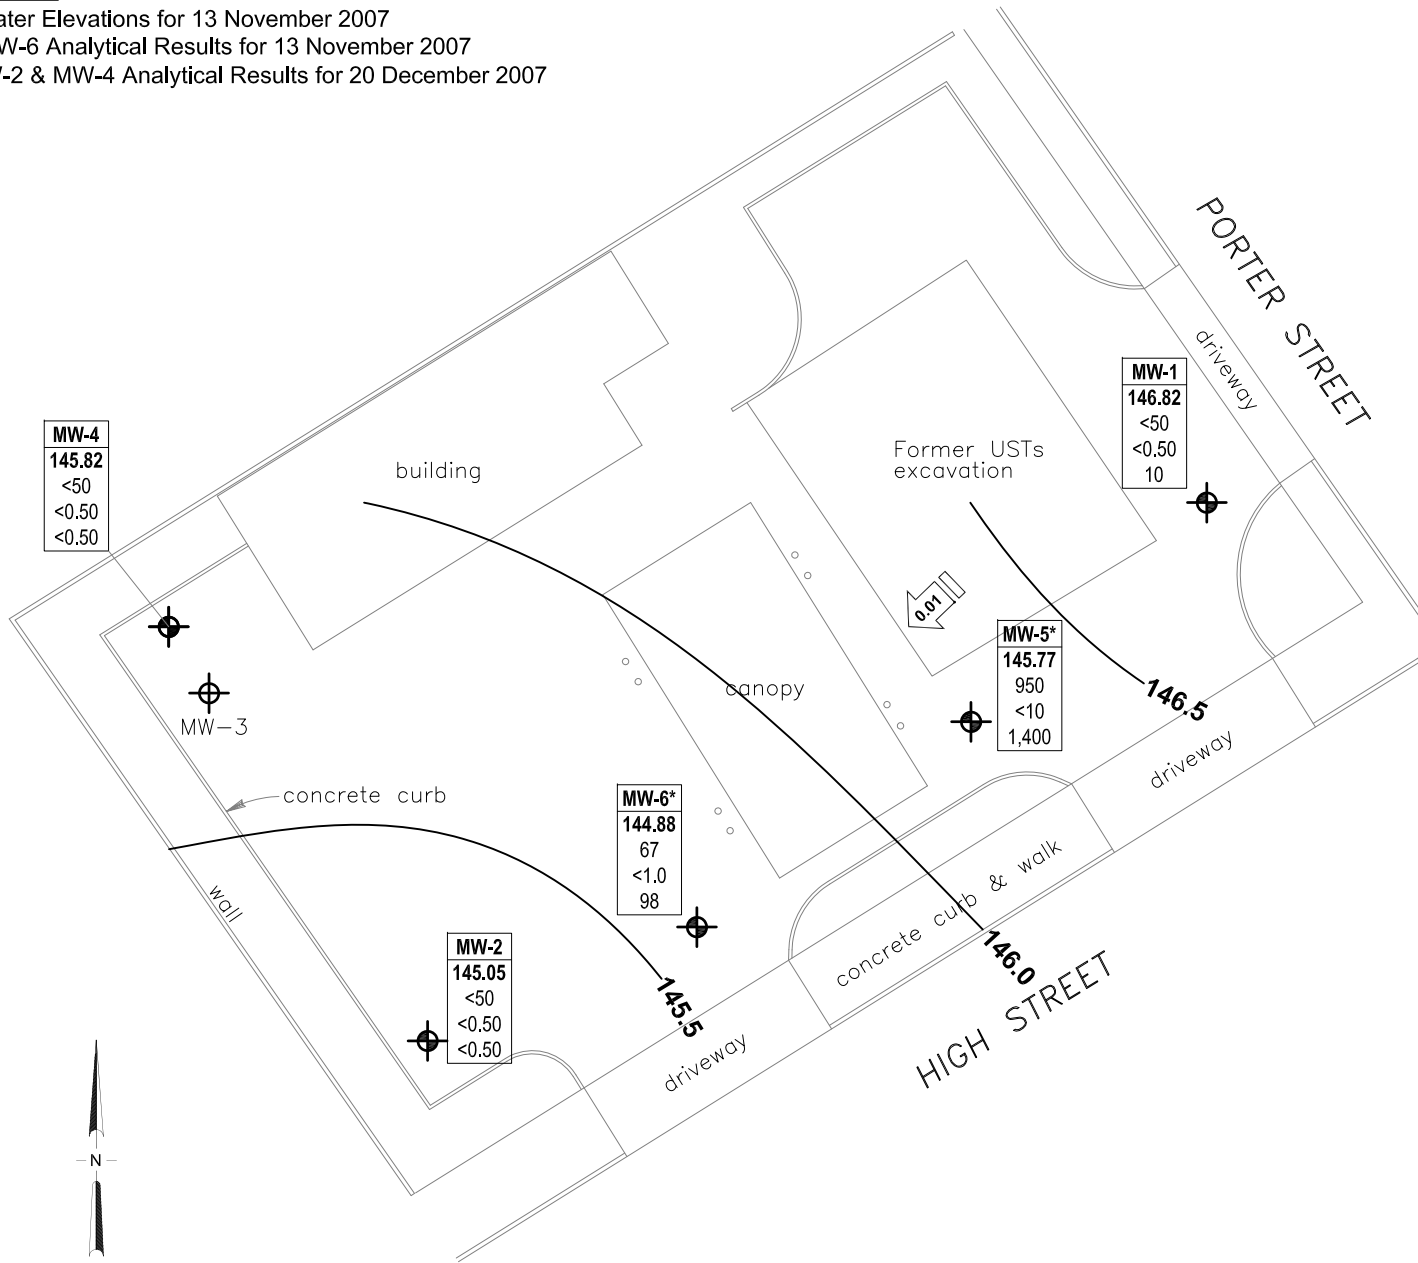 ater Elevations for 13 November 2007
W-6 Analytical Results for 13 November 2007
-2 & MW-4 Analytical Results for 20 December 2007
PORTER STREET
driveway
MW-1
146.82
<50
<0.50
10
MW-4
145.82
<50
<0.50
<0.50
building
Former USTs
excavation
0.01
MW-5*
145.77
950
<10
1,400
146.5
canopy
MW-3
driveway
concrete curb
MW-6*
144.88
67
<1.0
98
wall
concrete curb & walk
MW-2
145.05
<50
<0.50
<0.50
145.5
146.0
driveway
HIGH STREET
N